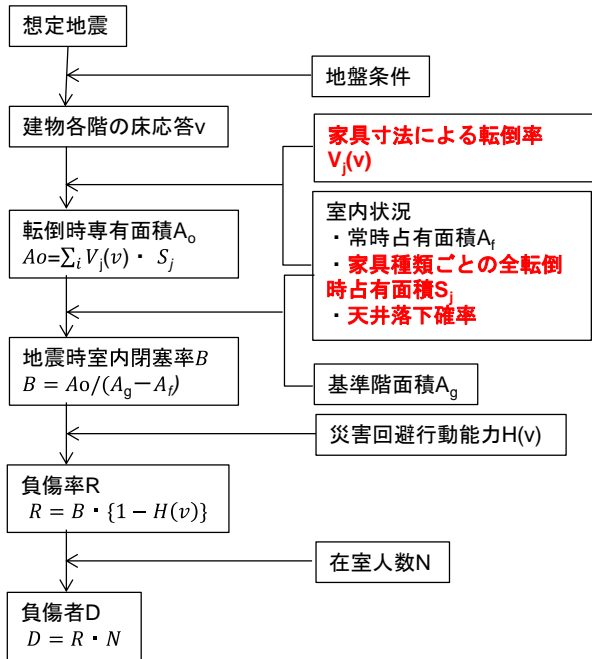 想定地震
地盤条件
建物各階の床応答v
家具寸法による転倒率
Vj(v)
転倒時専有面積Ao
Ao=∑i Vj(v)・ Sj
室内状況
・常時占有面積Af
・家具種類ごとの全転倒
時占有面積Sj
・天井落下確率
地震時室内閉塞率B
B = Ao/(Ag−Af)
基準階面積Ag
災害回避行動能力H(v)
負傷率R
R = B・{1 − H(v)}
在室人数N
負傷者D
D = R・N